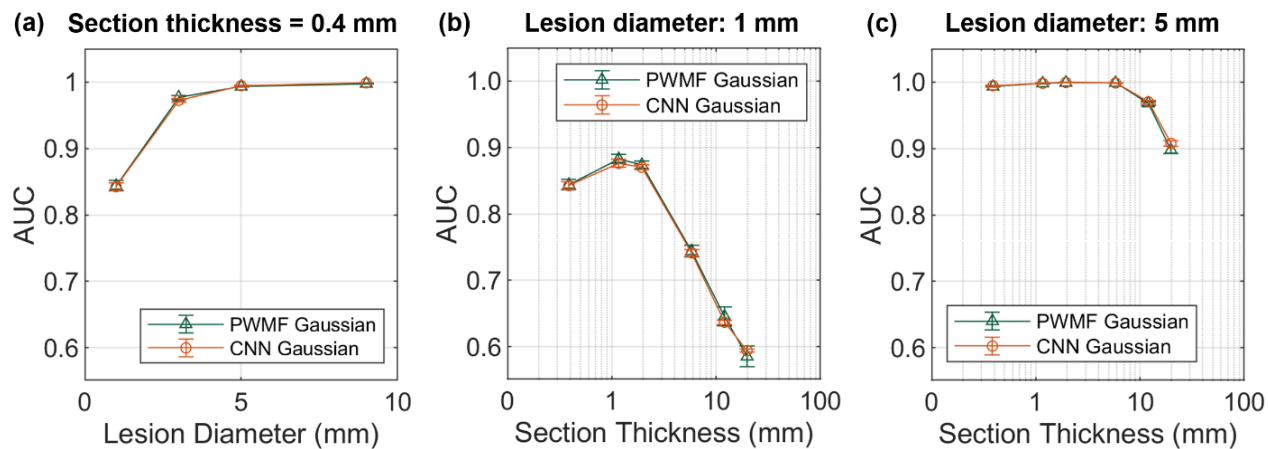 (a) Section thickness = 0.4 mm
AUC
1
0.9
0.8
0.7
0.6
PWMF Gaussian
CNN Gaussian
0 5 10
Lesion Diameter (mm)
(b) Lesion diameter: 1 mm
AUC
1.0
0.9
0.8
0.7
0.6
PWMF Gaussian
CNN Gaussian
0 1 10 100
Section Thickness (mm)
(c) Lesion diameter: 5 mm
AUC
1.0
0.9
0.8
0.7
0.6
PWMF Gaussian
CNN Gaussian
0 1 10 100
Section Thickness (mm)